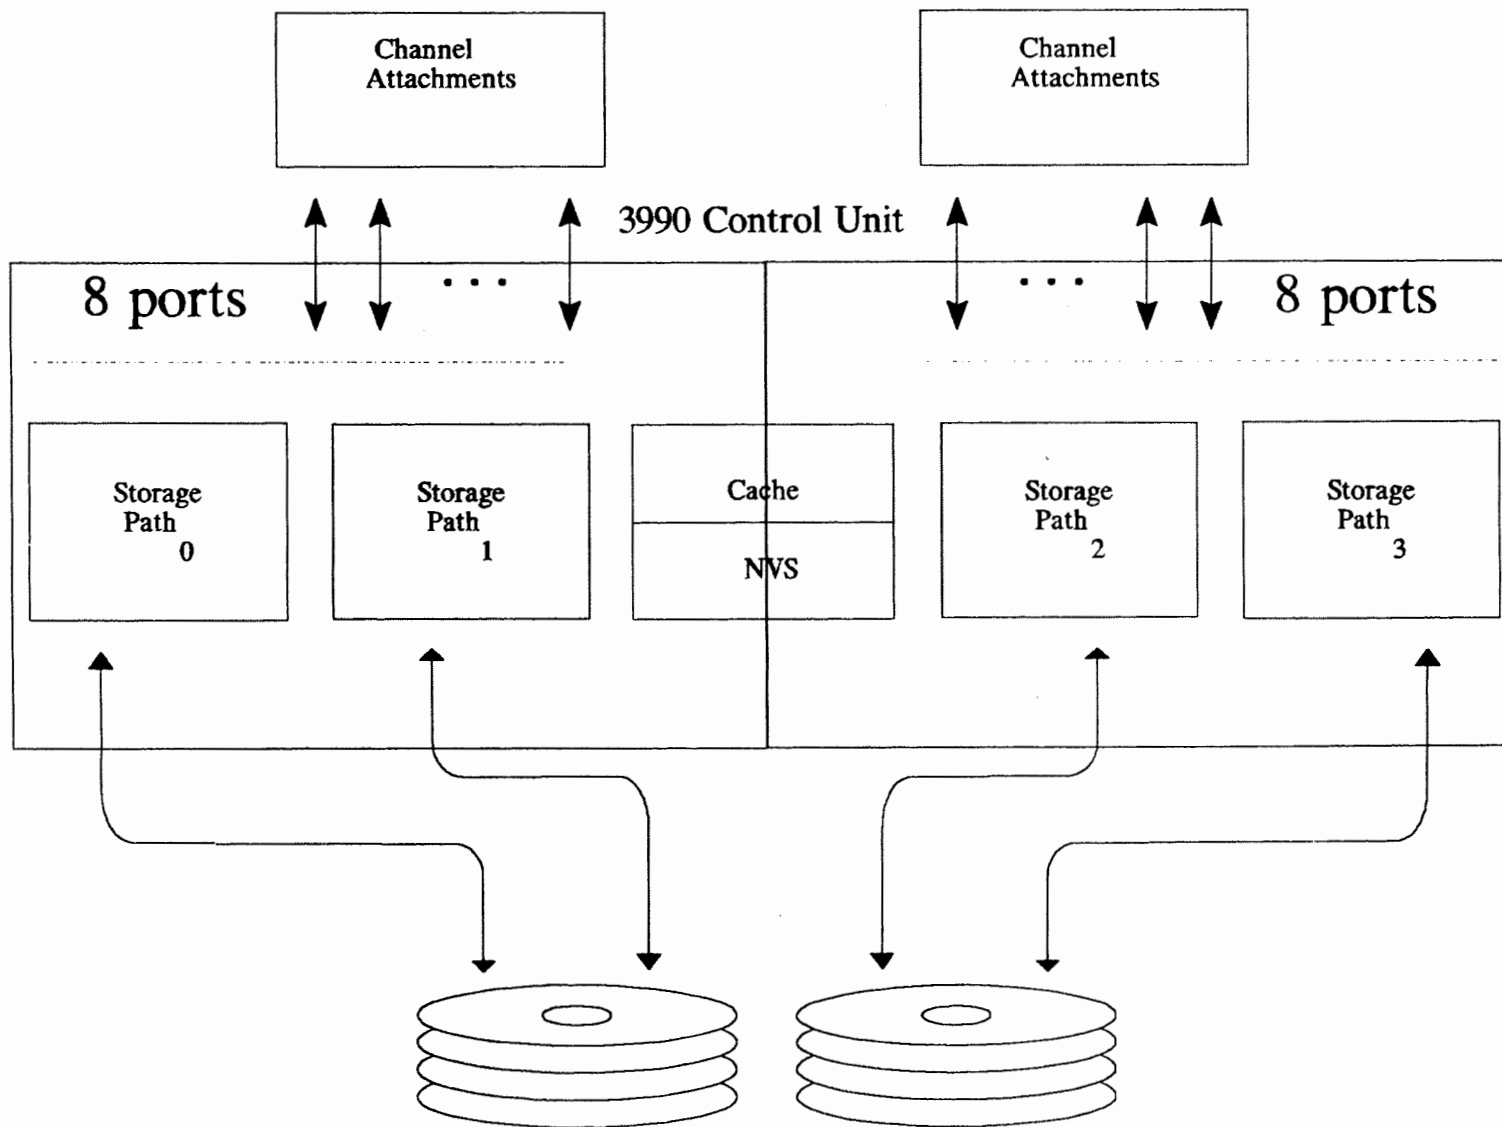 Channel
Attachments
Channel
Attachments
3990 Control Unit
8 ports
. . .
. . .
8 ports
Storage
Path
0
Storage
Path
1
Cache
NVS
Storage
Path
2
Storage
Path
3